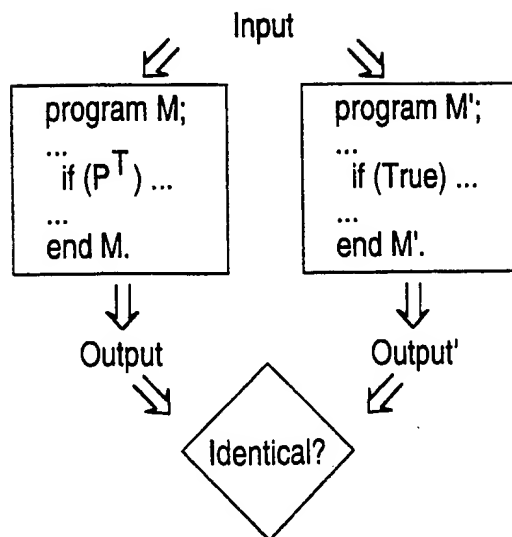 Input
program M;
...
if (P^T) ...
...
end M.
program M';
...
if (True) ...
...
end M'.
Output
Output'
Identical?